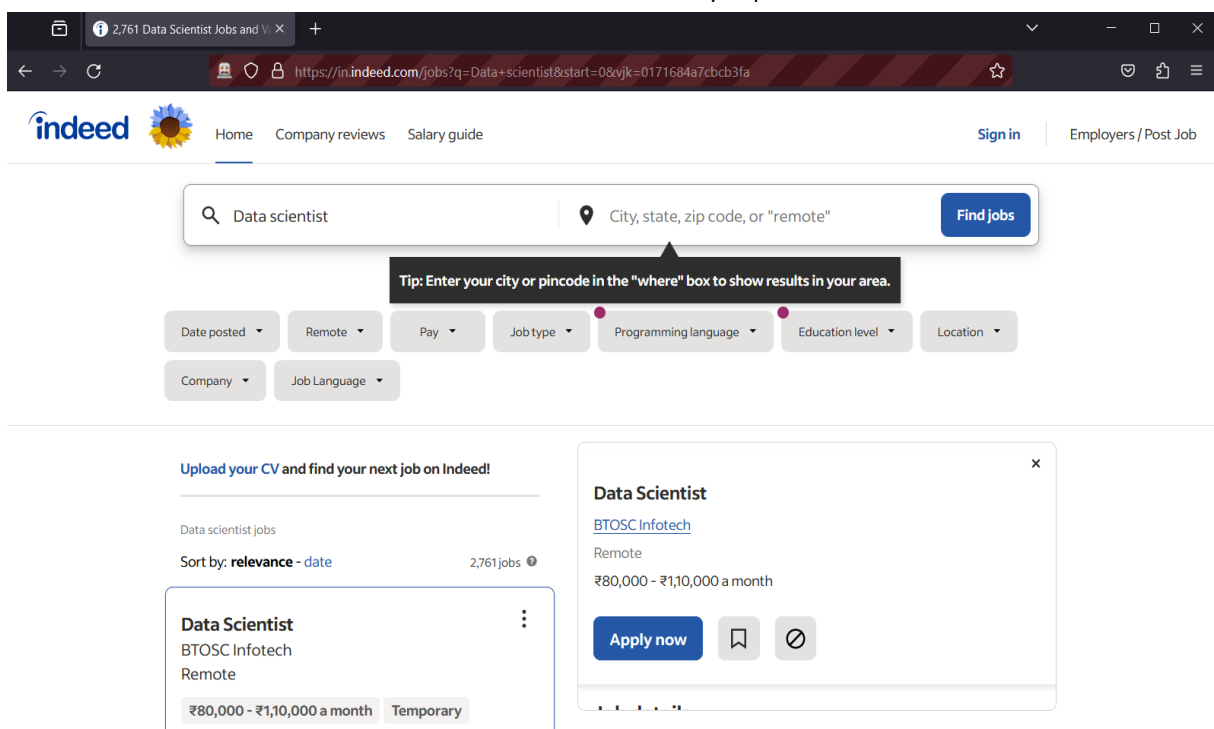 2,761 Data Scientist Jobs and V
https://in.indeed.com/jobs?q=Data+scientist&start=0&vjk=0171684a7cbcb3fa
indeed Home Company reviews Salary guide Sign in Employers / Post Job
Data scientist City, state, zip code, or "remote" Find jobs
Tip: Enter your city or pincode in the "where" box to show results in your area.
Date posted Remote Pay Job type Programming language Education level Location
Company Job Language
Upload your CV and find your next job on Indeed!
Data scientist jobs
Sort by: relevance - date 2,761 jobs
Data Scientist
BTOSC Infotech
Remote
₹80,000 - ₹1,10,000 a month Temporary
Data Scientist
BTOSC Infotech
Remote
₹80,000 - ₹1,10,000 a month
Apply now